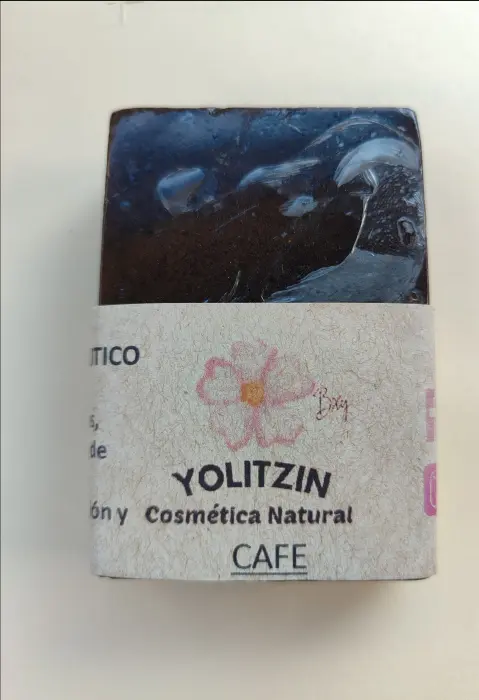 TICO
s,
de
YOLITZIN
ón y
Cosmética Natural
CAFE